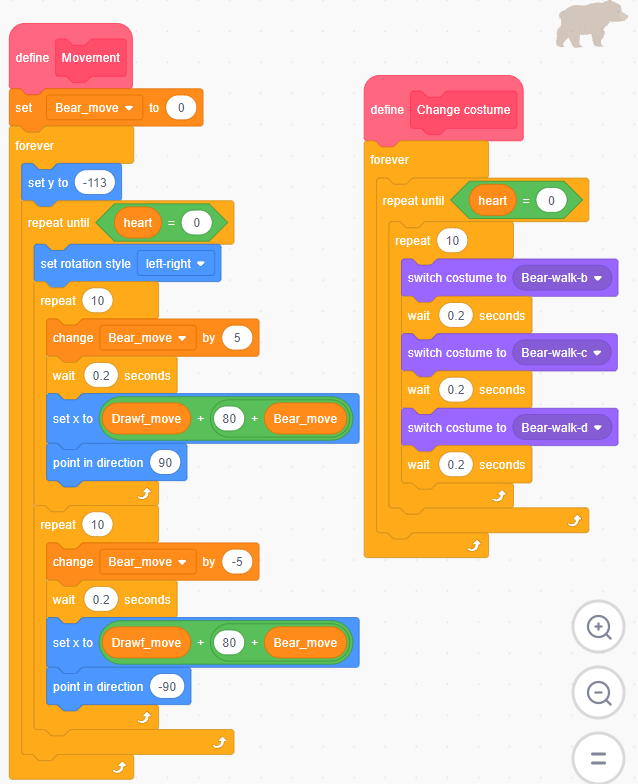 define Movement
set Bear_move to 0
forever
set y to -113
repeat until heart = 0
set rotation style left-right
repeat 10
change Bear_move by 5
wait 0.2 seconds
set x to Drawf_move + 80 + Bear_move
point in direction 90
repeat 10
change Bear_move by -5
wait 0.2 seconds
set x to Drawf_move + 80 + Bear_move
point in direction -90
define Change costume
forever
repeat until heart = 0
repeat 10
switch costume to Bear-walk-b
wait 0.2 seconds
switch costume to Bear-walk-c
wait 0.2 seconds
switch costume to Bear-walk-d
wait 0.2 seconds